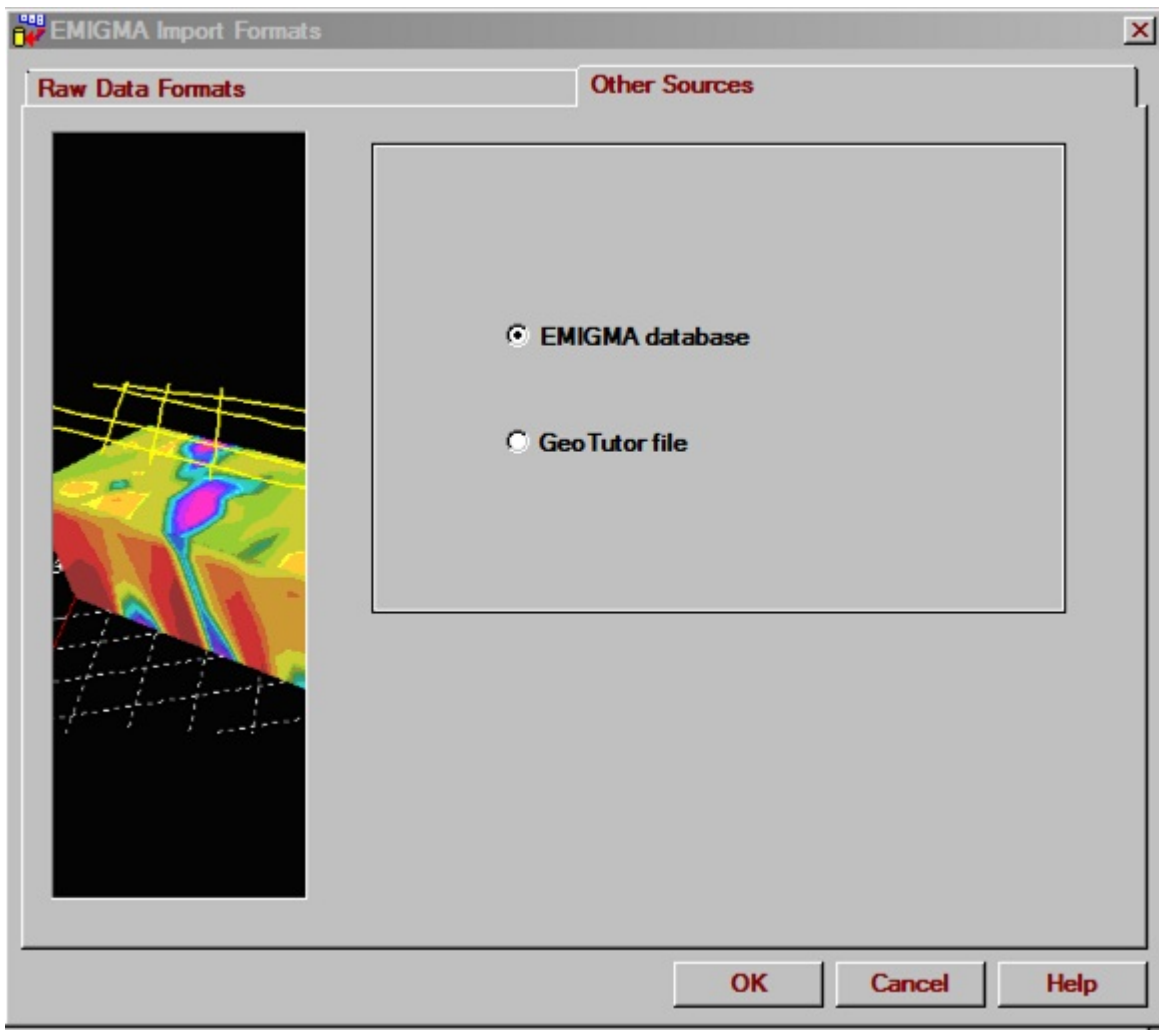 EMIGMA Import Formats
Raw Data Formats
Other Sources
EMIGMA database
GeoTutor file
OK
Cancel
Help